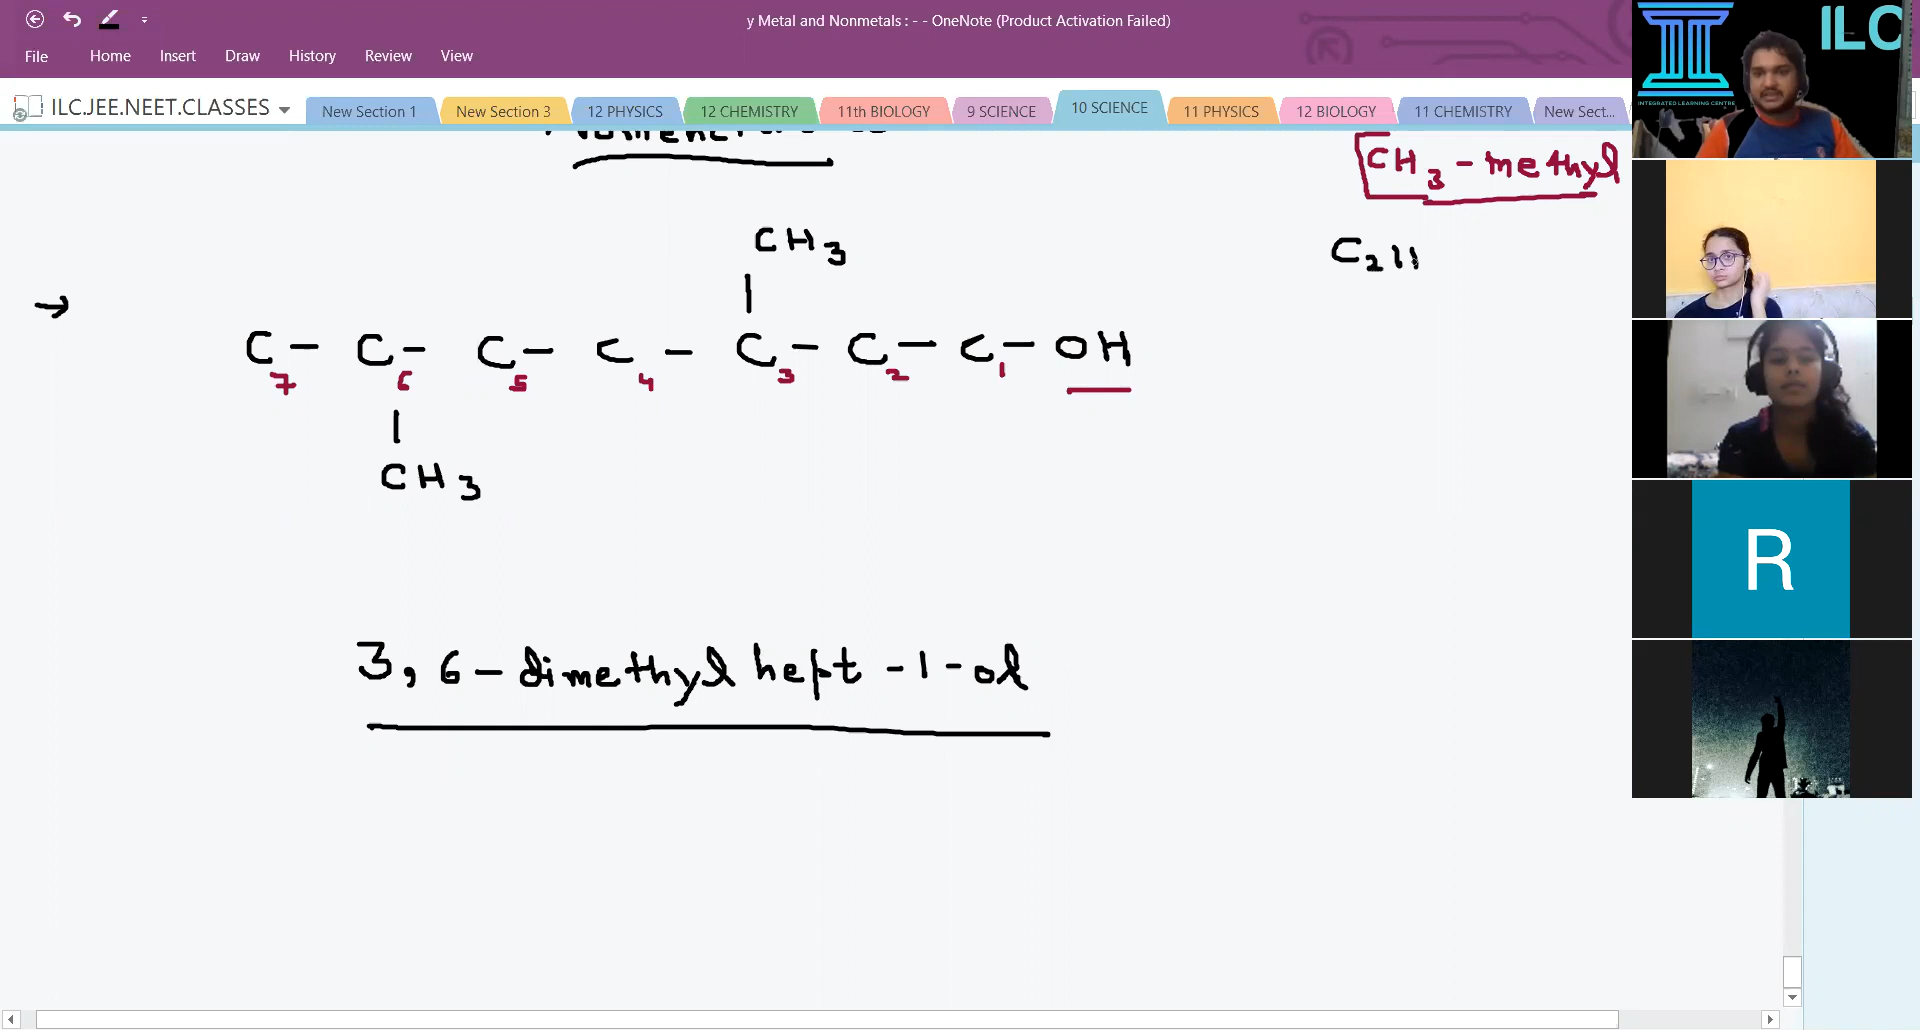 y Metal and Nonmetals : - - OneNote (Product Activation Failed)
File Home Insert Draw History Review View
ILC.JEE.NEET.CLASSES
New Section 1 New Section 3 12 PHYSICS 12 CHEMISTRY 11th BIOLOGY 9 SCIENCE 10 SCIENCE 11 PHYSICS 12 BIOLOGY 11 CHEMISTRY New Sect...
ILC
INTEGRATED LEARNING CENTRE
CH3 - methyl
C2H
CH3
→
C - C - C - C - C - C - C - OH
7 6 5 4 3 2 1
CH3
3, 6 - dimethyl hept - 1 - ol
R